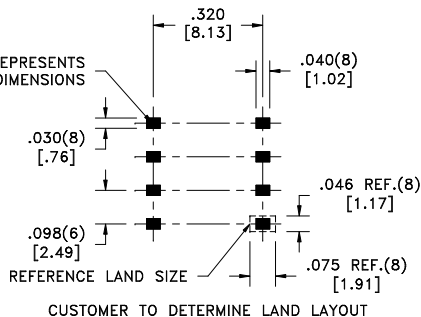 .320
[8.13]
EPRESENTS
DIMENSIONS
.040(8)
[1.02]
.030(8)
[.76]
.046 REF.(8)
[1.17]
.098(6)
[2.49]
REFERENCE LAND SIZE
.075 REF.(8)
[1.91]
CUSTOMER TO DETERMINE LAND LAYOUT